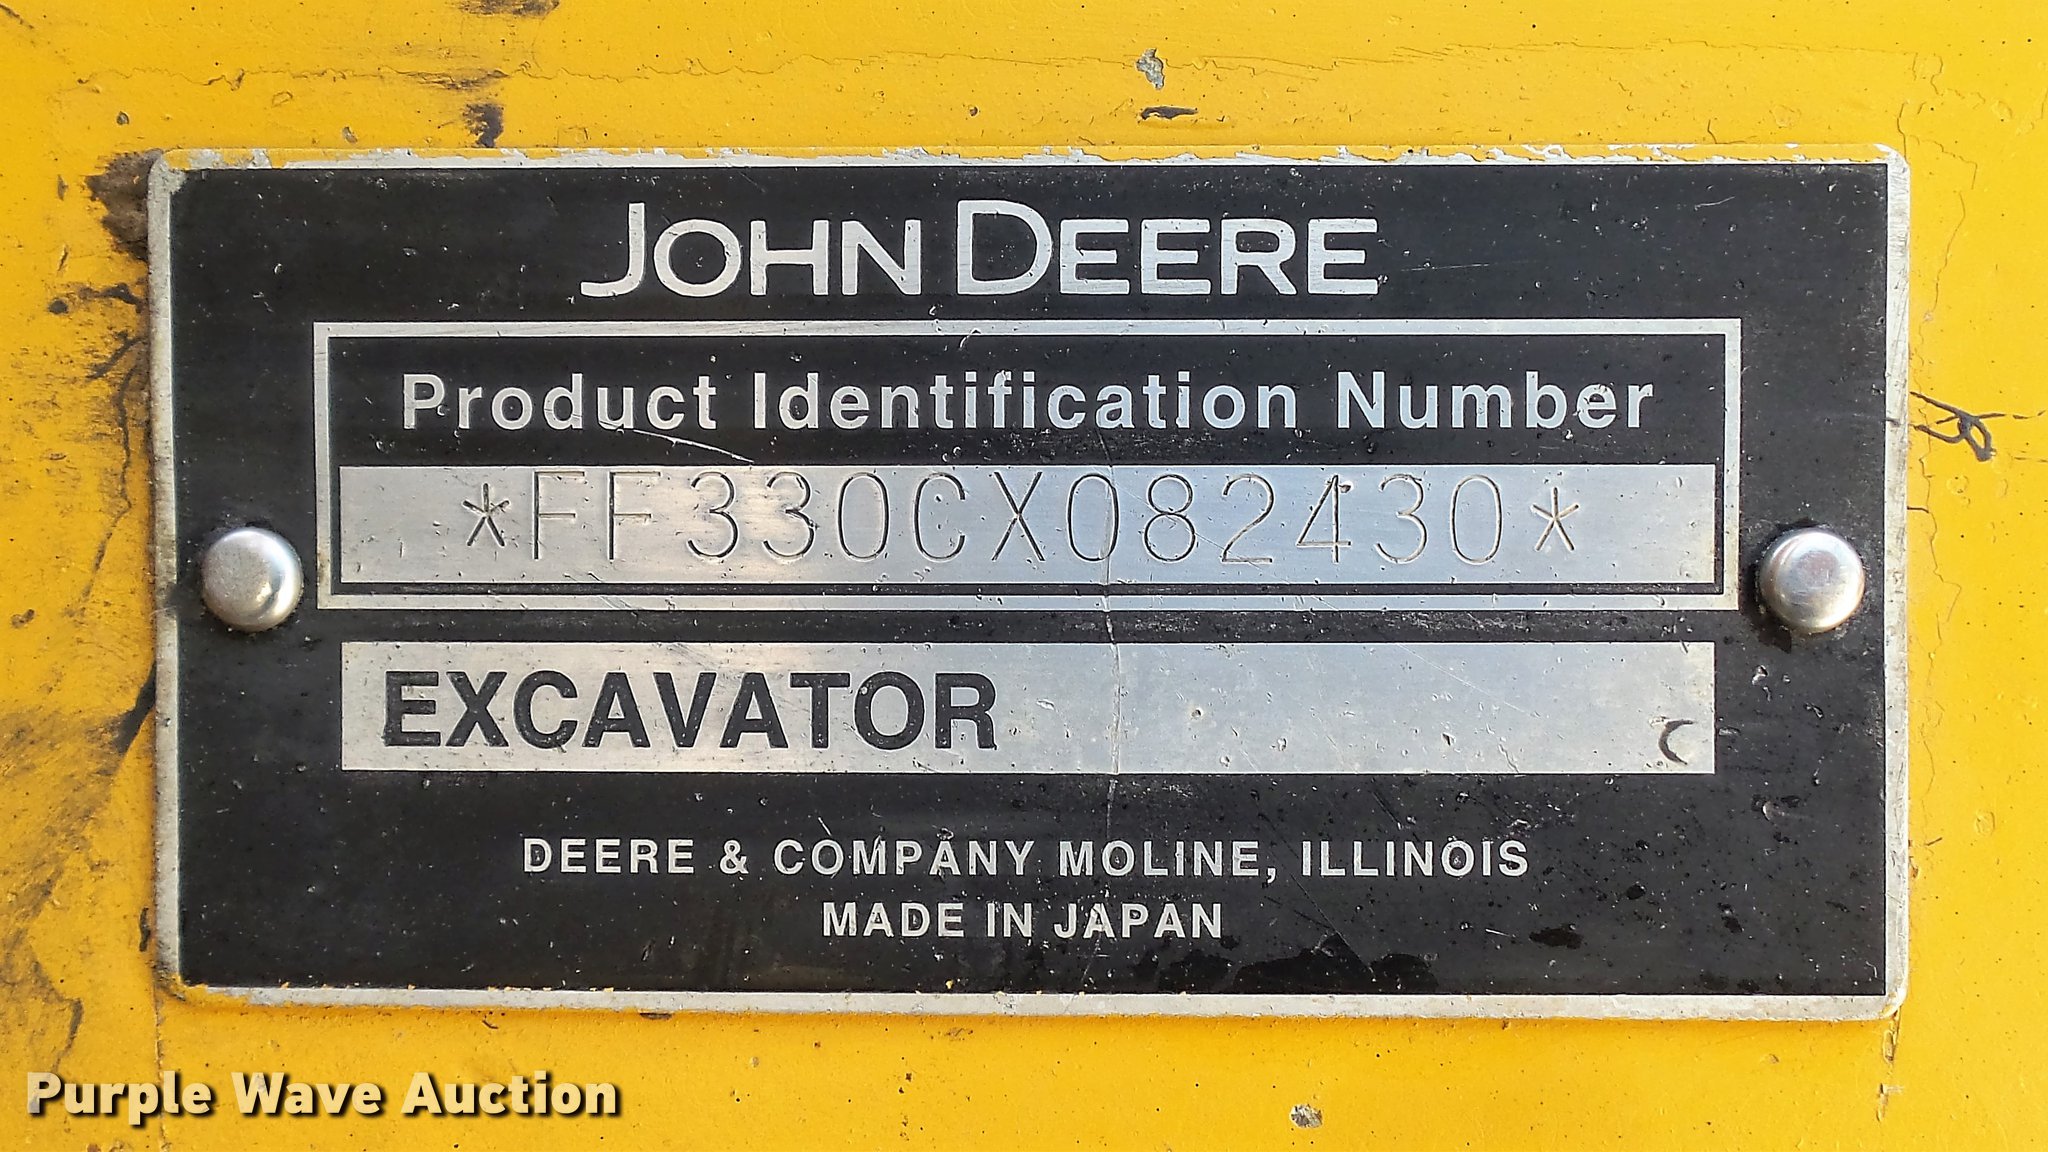 JOHN DEERE
Product Identification Number
*FF330CX082430*
EXCAVATOR
DEERE & COMPANY MOLINE, ILLINOIS
MADE IN JAPAN
Purple Wave Auction